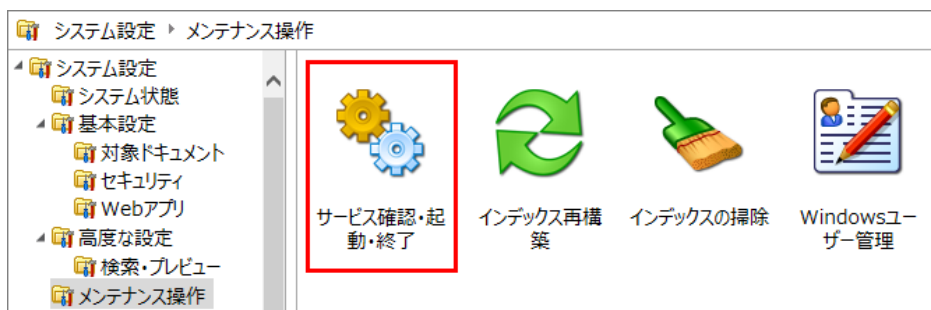 システム設定 ▸ メンテナンス操作
システム設定
システム状態
基本設定
対象ドキュメント
セキュリティ
Webアプリ
高度な設定
検索・プレビュー
メンテナンス操作
サービス確認・起
動・終了
インデックス再構
築
インデックスの掃除
Windowsユー
ザー管理